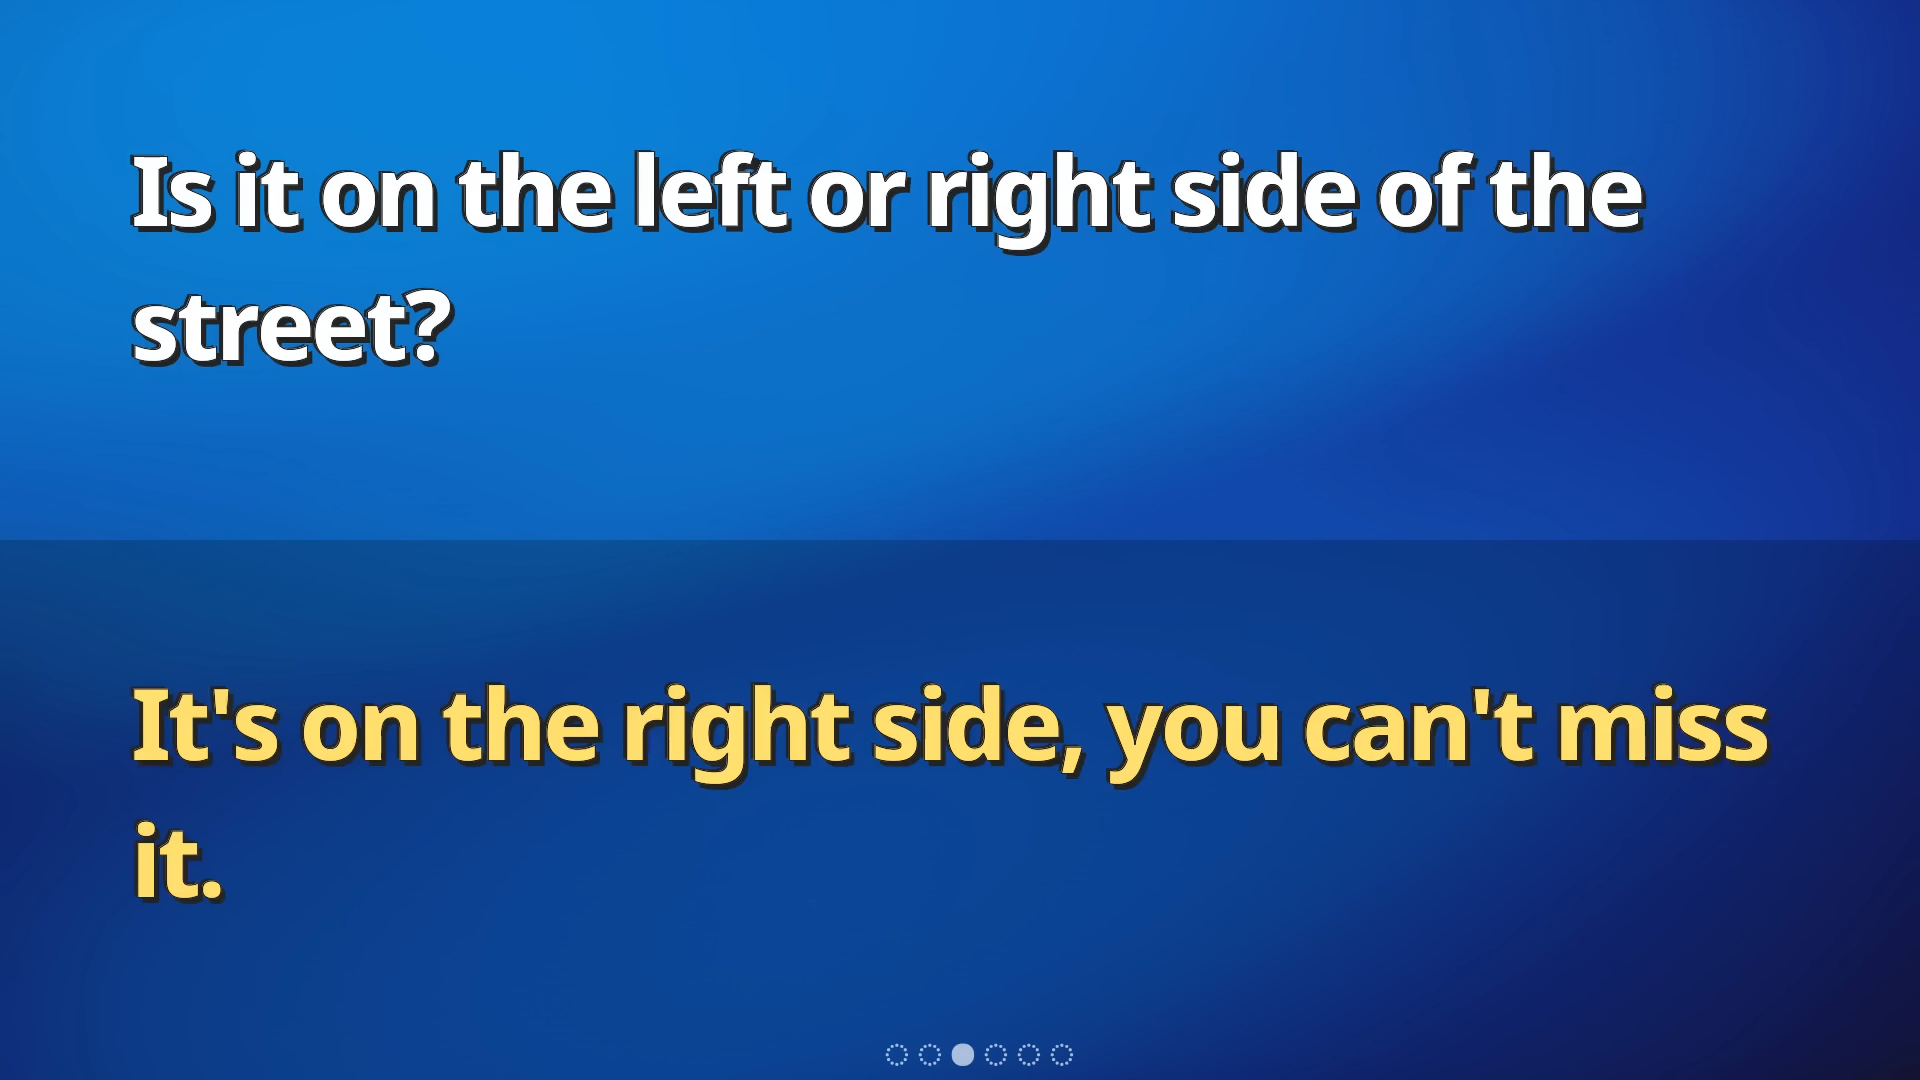 Is it on the left or right side of the
street?
It's on the right side, you can't miss
it.